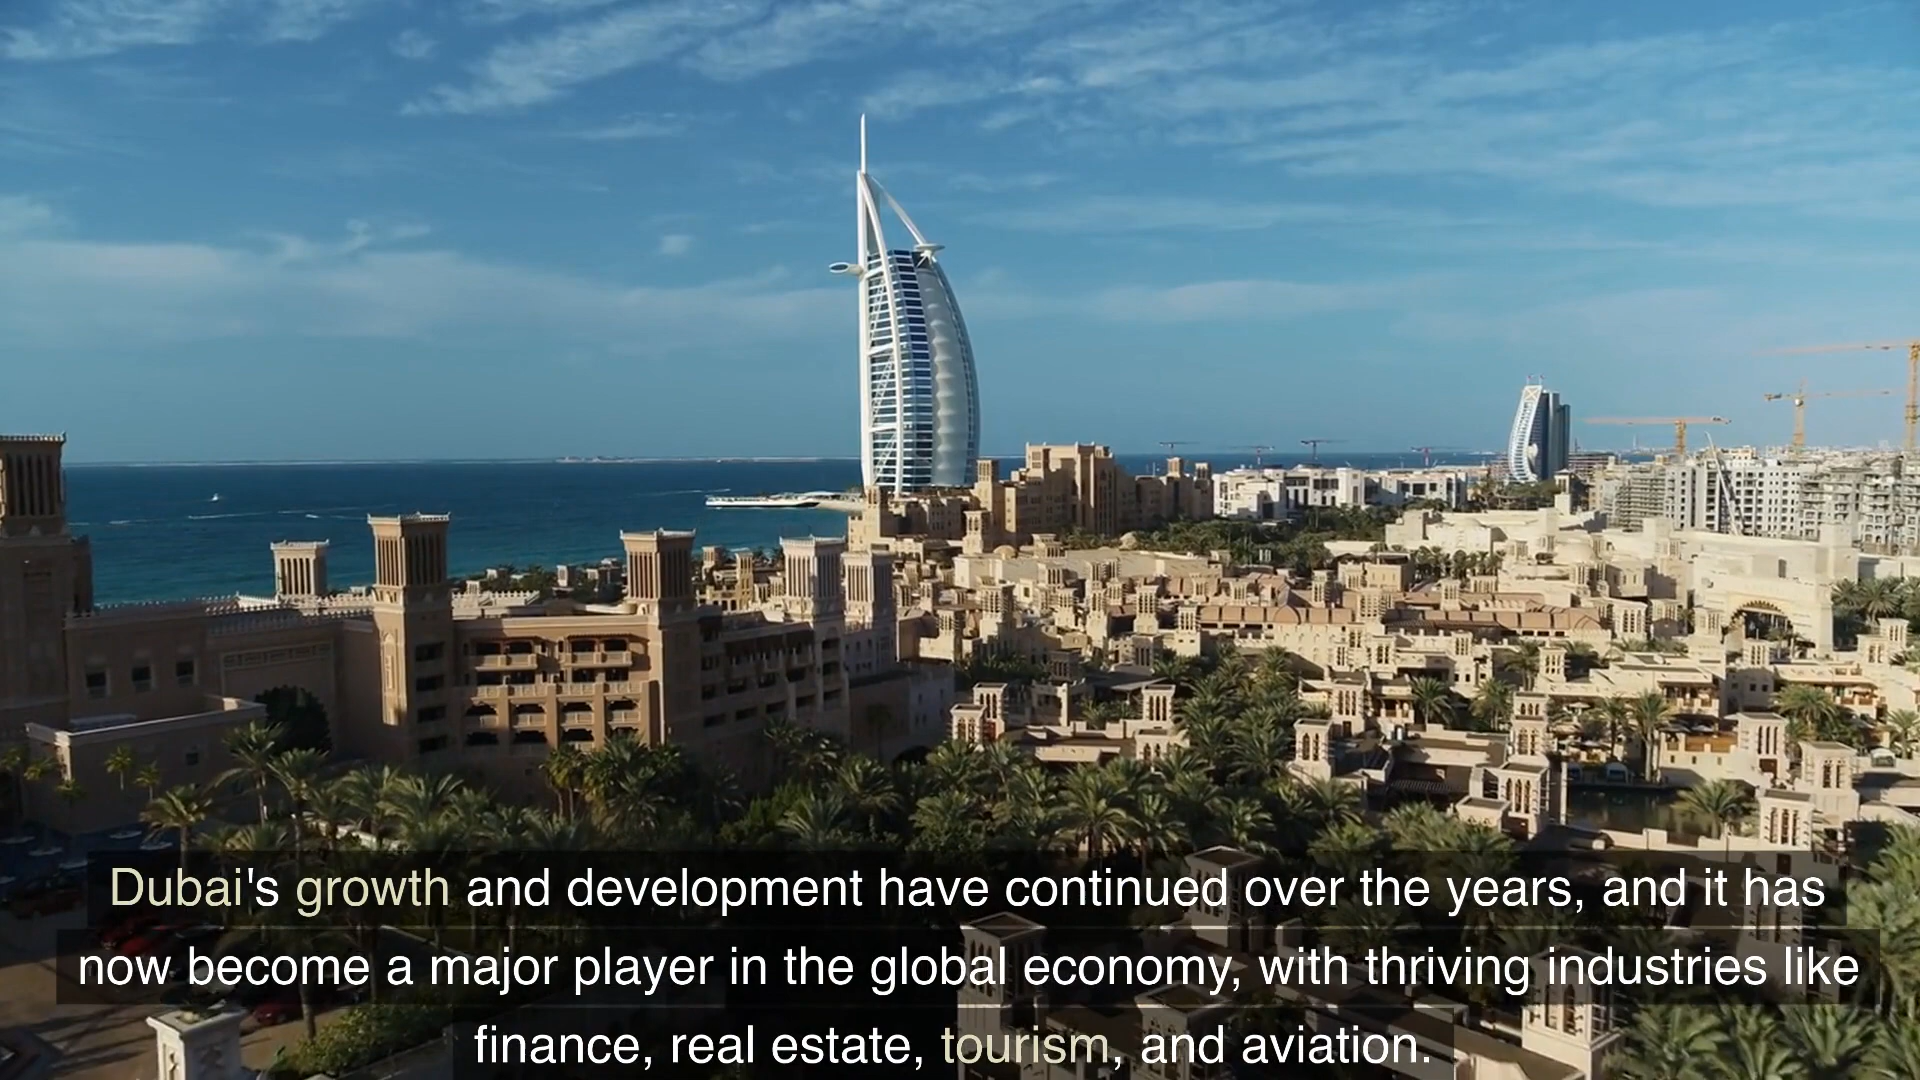 Dubai's growth and development have continued over the years, and it has
now become a major player in the global economy, with thriving industries like
finance, real estate, tourism, and aviation.